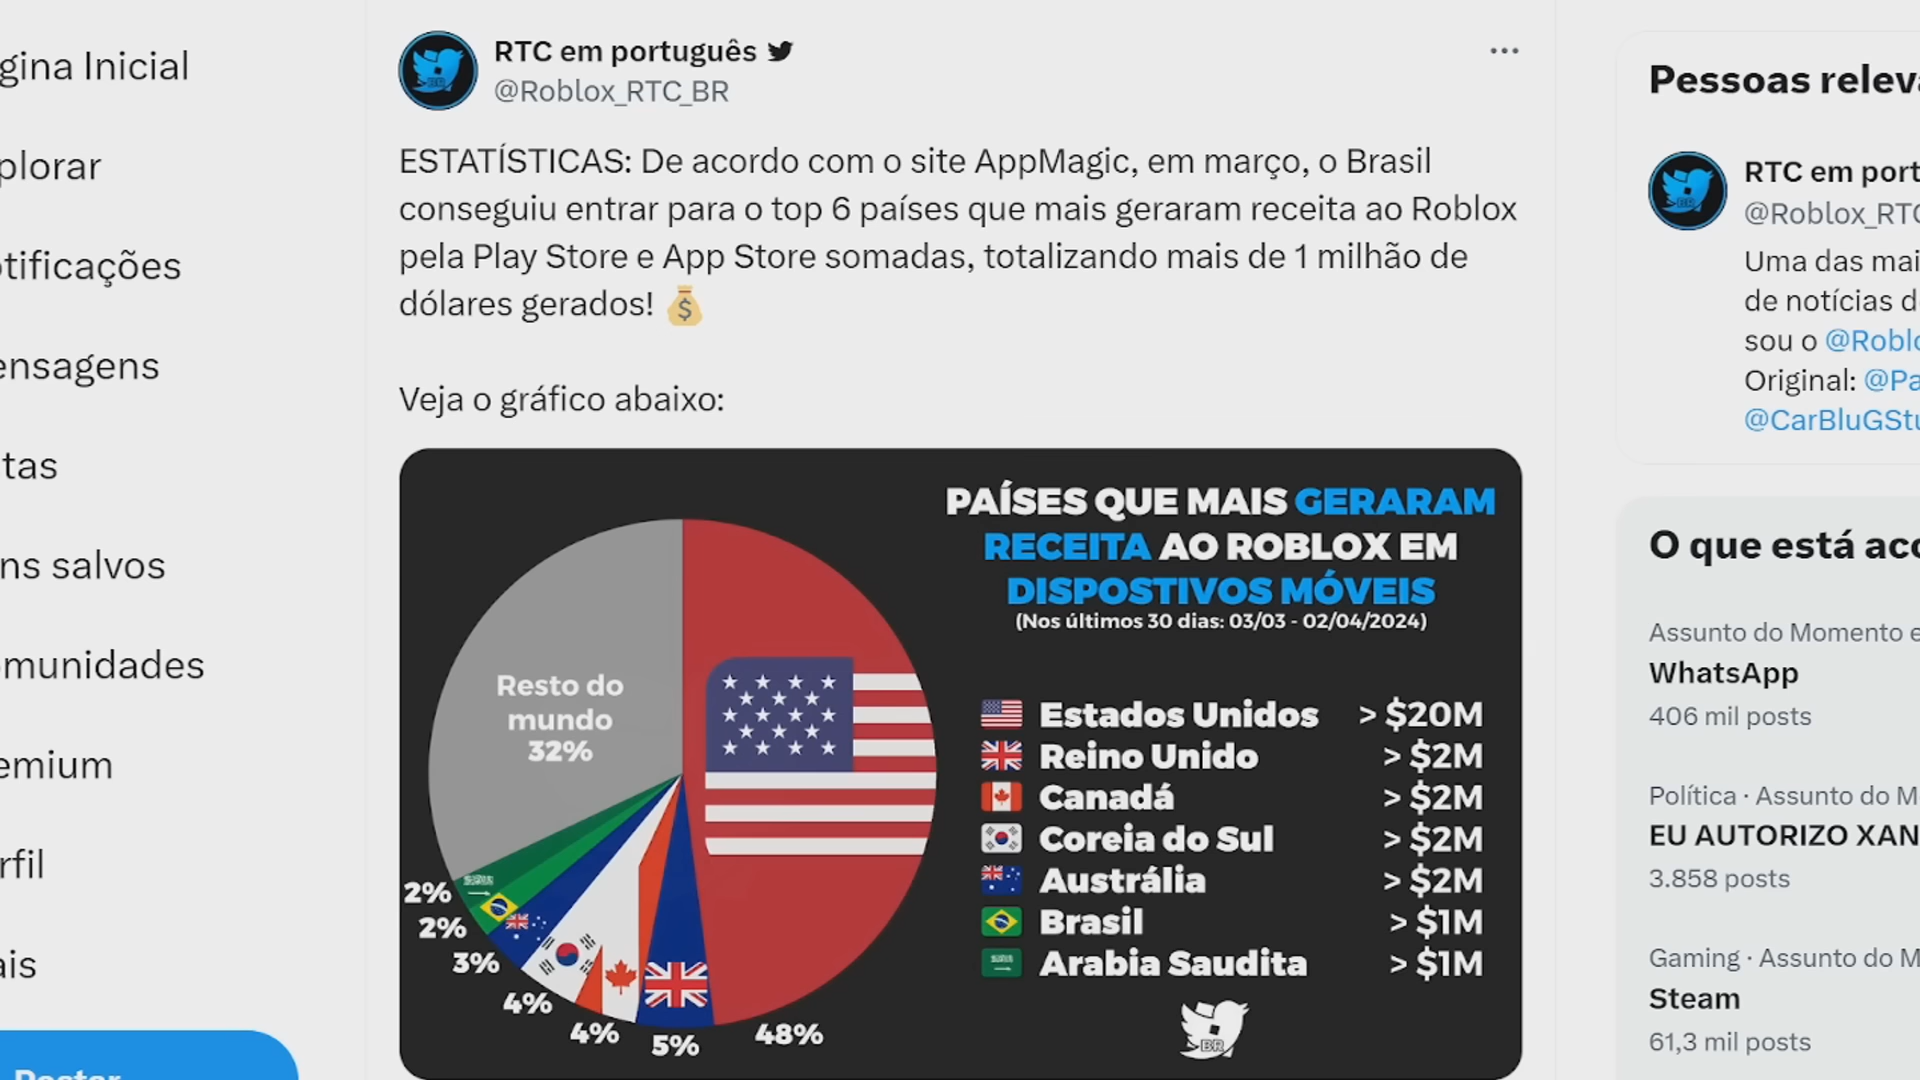 gina Inicial
plorar
otificações
ensagens
tas
ns salvos
omunidades
emium
rfil
ais
Postar
RTC em português
@Roblox_RTC_BR
ESTATÍSTICAS: De acordo com o site AppMagic, em março, o Brasil
conseguiu entrar para o top 6 países que mais geraram receita ao Roblox
pela Play Store e App Store somadas, totalizando mais de 1 milhão de
dólares gerados!
Veja o gráfico abaixo:
PAÍSES QUE MAIS GERARAM
RECEITA AO ROBLOX EM
DISPOSTIVOS MÓVEIS
(Nos últimos 30 dias: 03/03 - 02/04/2024)
Resto do
mundo
32%
2%
2%
3%
4%
4%
5%
48%
Estados Unidos > $20M
Reino Unido > $2M
Canadá > $2M
Coreia do Sul > $2M
Austrália > $2M
Brasil > $1M
Arabia Saudita > $1M
BR
Pessoas releva
RTC em port
@Roblox_RTC
Uma das mai
de notícias d
sou o @Roblo
Original: @Pa
@CarBluGStu
O que está aco
Assunto do Momento e
WhatsApp
406 mil posts
Política · Assunto do M
EU AUTORIZO XAN
3.858 posts
Gaming · Assunto do M
Steam
61,3 mil posts